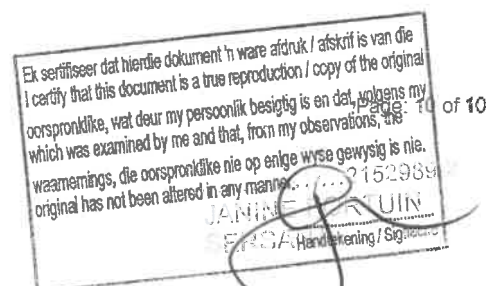 Ek sertifiseer dat hierdie dokument 'n ware afdruk / afskrif is van die
I certify that this document is a true reproduction / copy of the original
oorspronklike, wat deur my persoonlik besigtig is en dat, volgens my
which was examined by me and that, from my observations, the
Page: 10 of 10
waarnemings, die oorspronklike nie op enige wyse gewysig is nie.
original has not been altered in any manner.
JANINE
Handtekening /